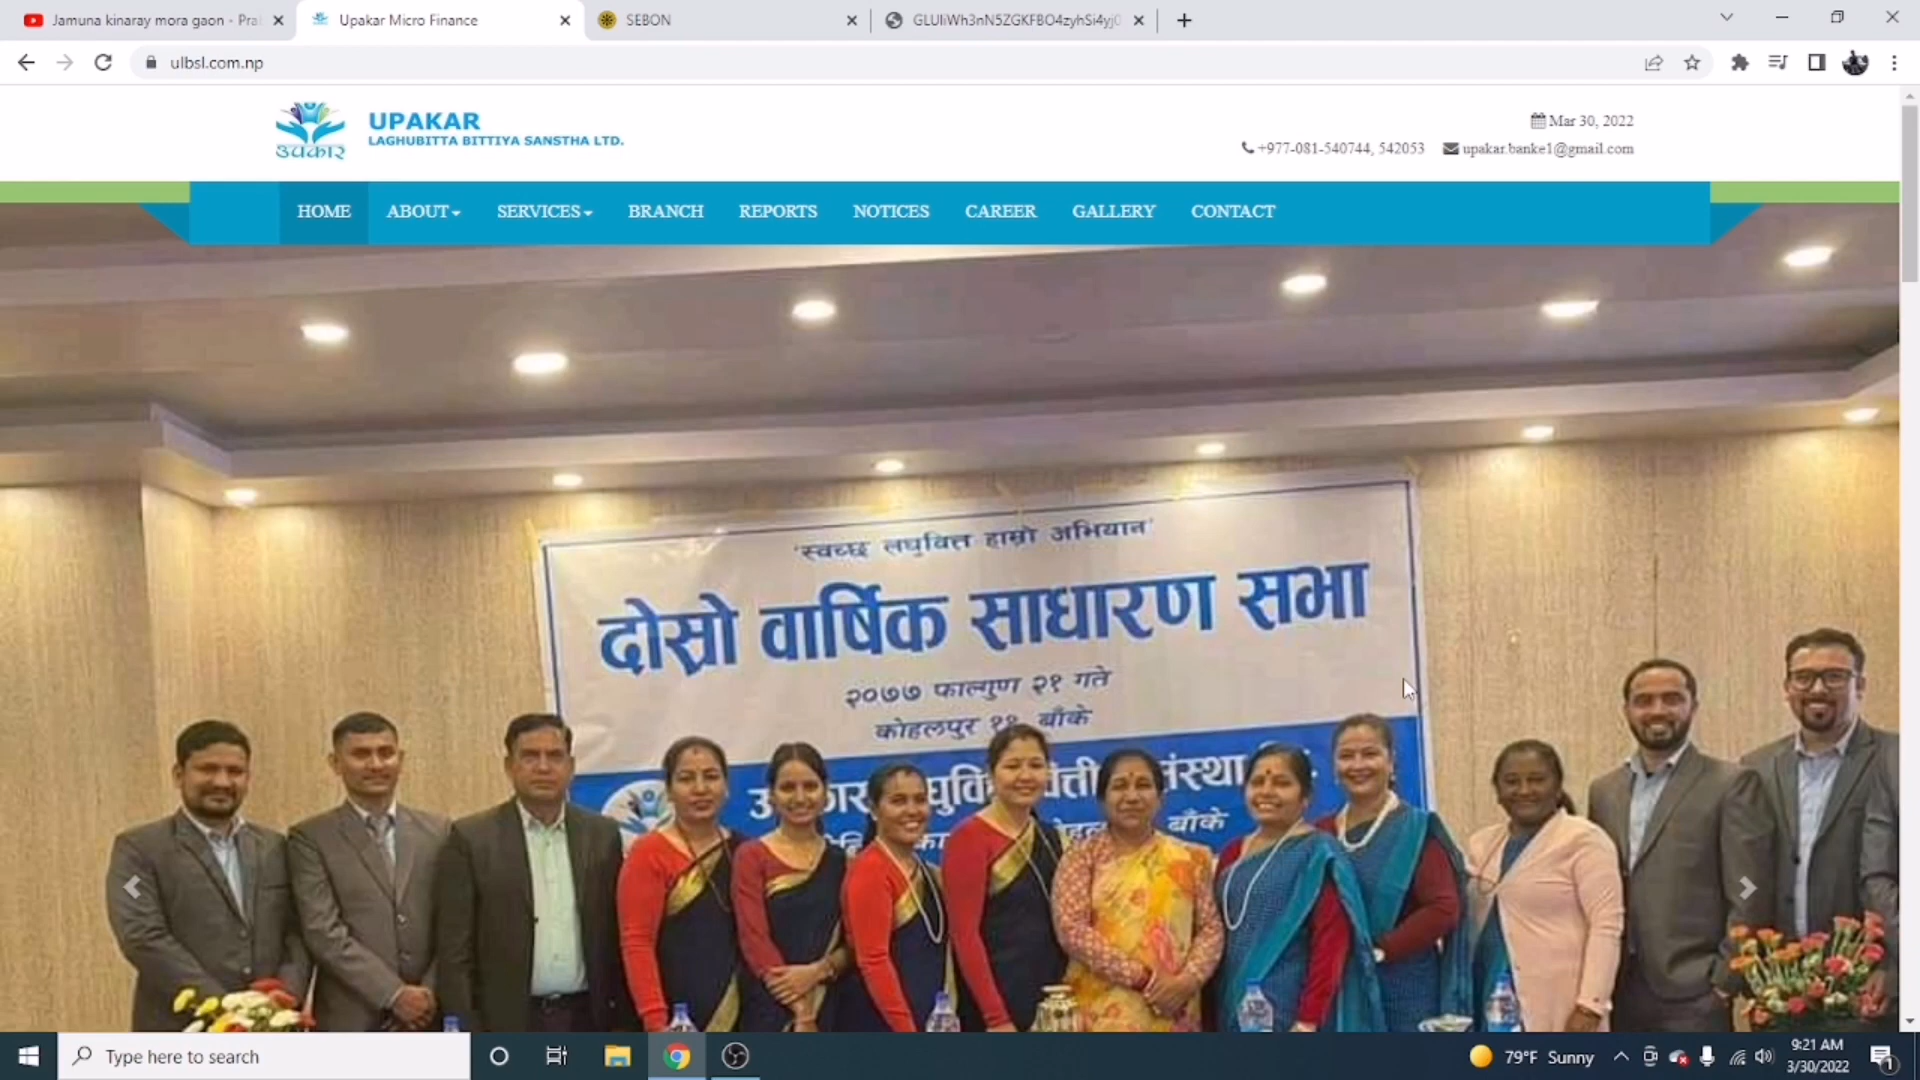 Jamuna kinaray mora gaon - Pra
Upakar Micro Finance
SEBON
ulbsl.com.np
उपकार
UPAKAR
LAGHUBITTA BITTIYA SANSTHA LTD.
Mar 30, 2022
+977-081-540744, 542053
upakar.banke1@gmail.com
HOME
ABOUT
SERVICES
BRANCH
REPORTS
NOTICES
CAREER
GALLERY
CONTACT
'स्वच्छ लघुवित्त हाम्रो अभियान'
दोस्रो वार्षिक साधारण सभा
२०७७ फाल्गुण २१ गते
कोहलपुर ११, बाँके
बाँके
Type here to search
79°F Sunny
9:21 AM
3/30/2022
1